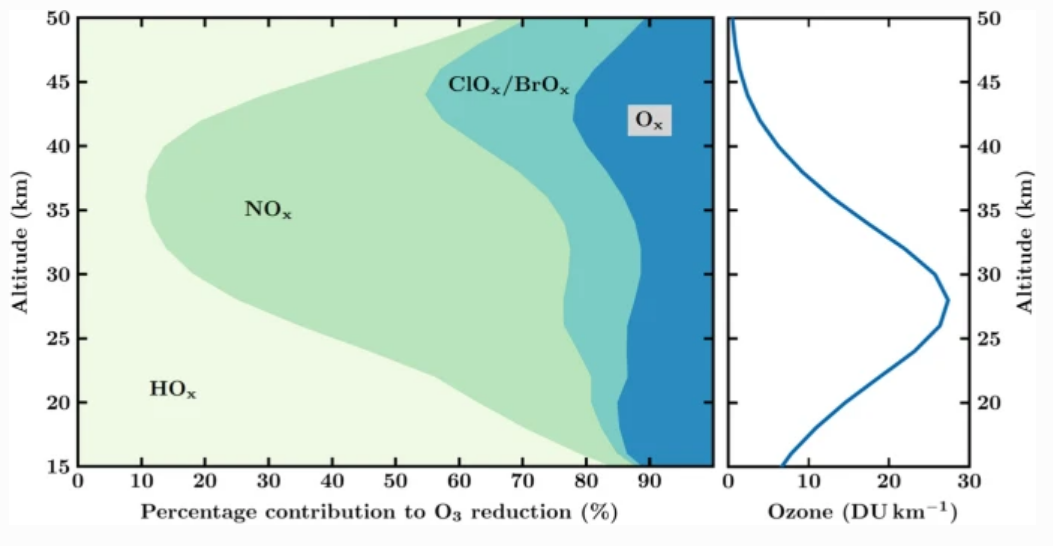 50
45
40
35
30
25
20
15
Altitude (km)
HOₓ
NOₓ
ClOₓ/BrOₓ
Oₓ
0 10 20 30 40 50 60 70 80 90
Percentage contribution to O₃ reduction (%)
50
45
40
35
30
25
20
Altitude (km)
0 10 20 30
Ozone (DU km⁻¹)